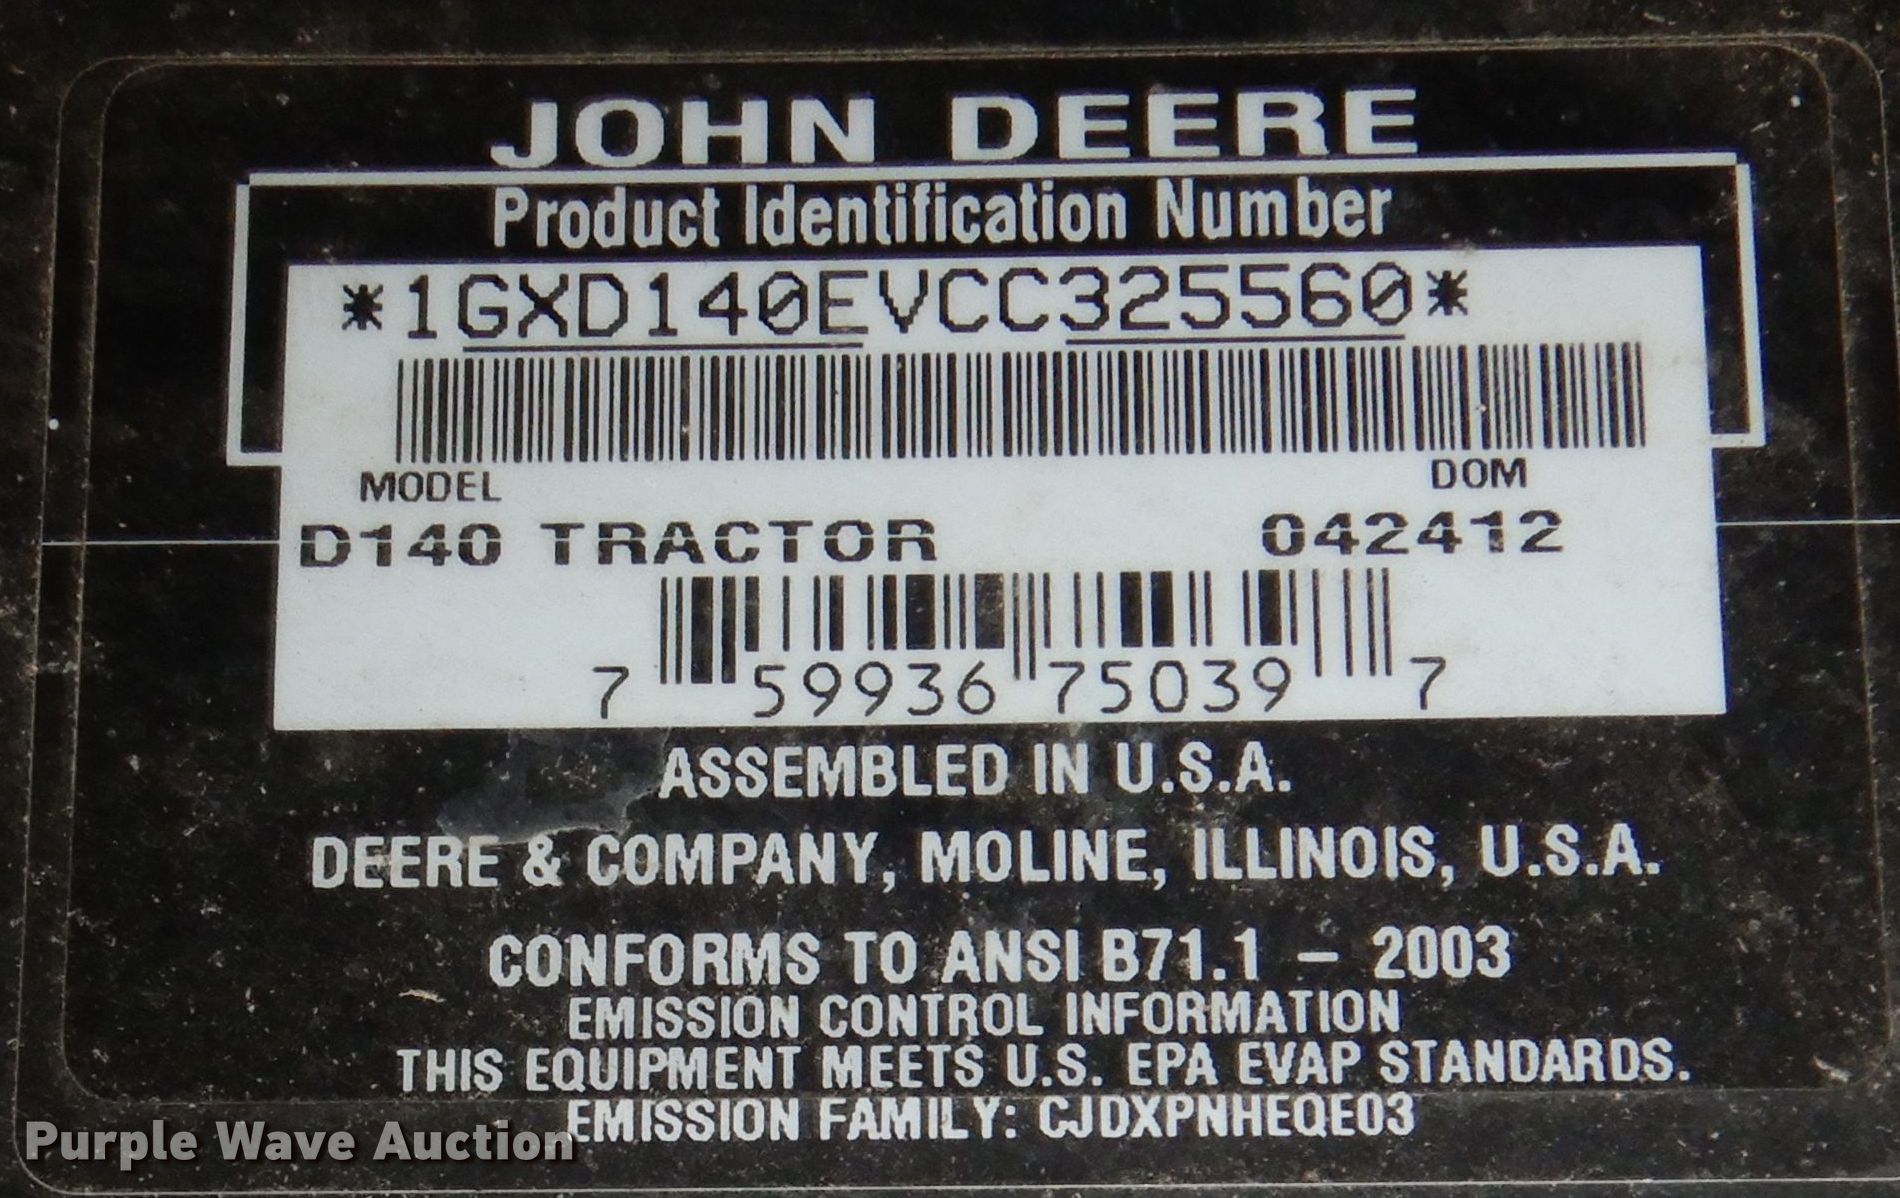 JOHN DEERE
Product Identification Number
*1GXD140EVCC325560*
MODEL DOM
D140 TRACTOR 042412
7 59936 75039 7
ASSEMBLED IN U.S.A.
DEERE & COMPANY, MOLINE, ILLINOIS, U.S.A.
CONFORMS TO ANSI B71.1 – 2003
EMISSION CONTROL INFORMATION
THIS EQUIPMENT MEETS U.S. EPA EVAP STANDARDS.
EMISSION FAMILY: CJDXPNHEQE03
Purple Wave Auction